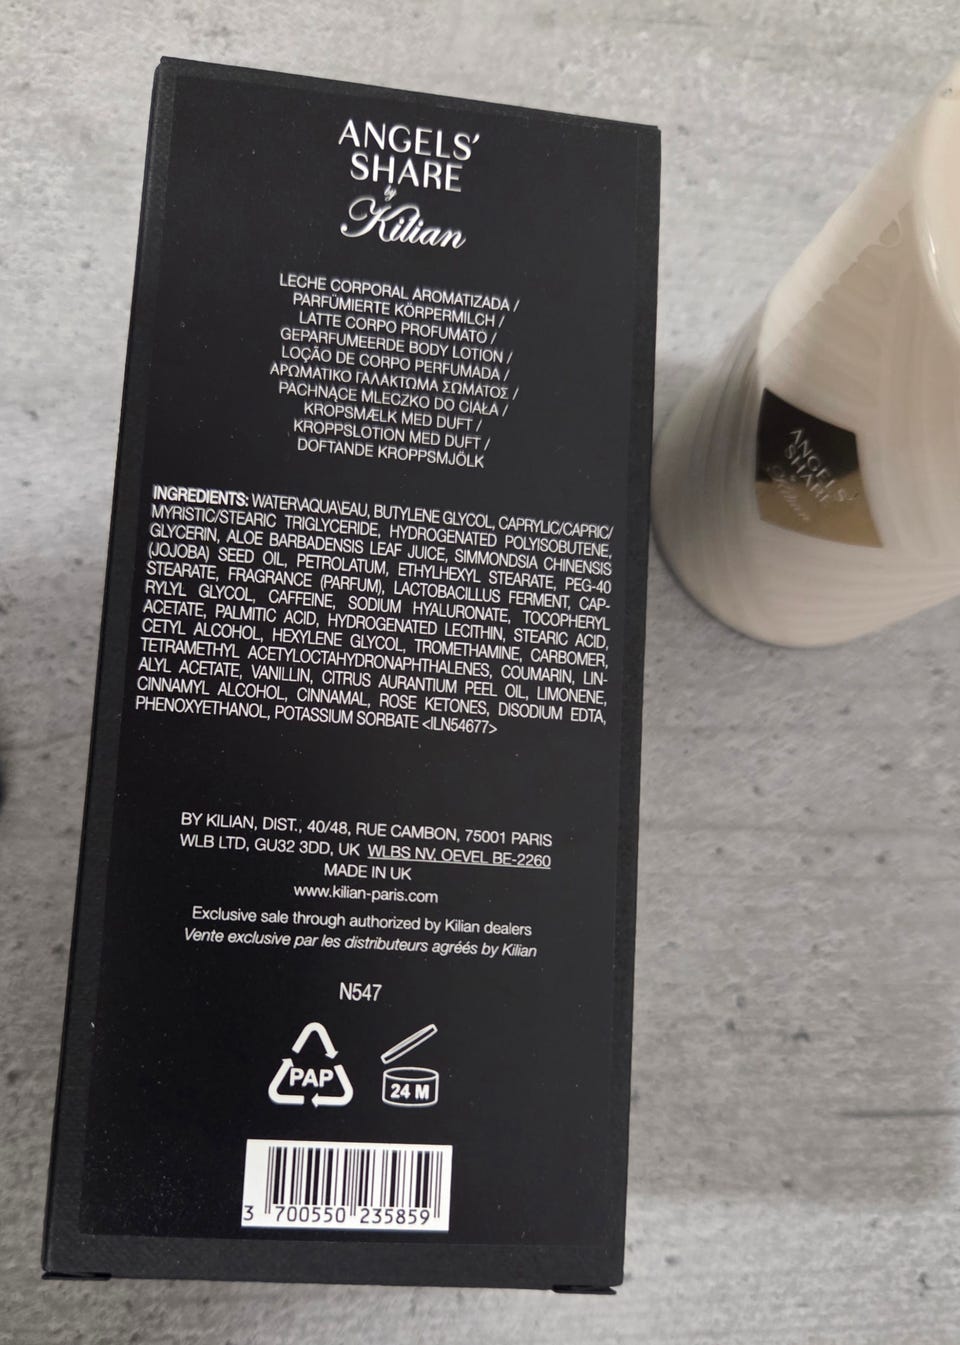 ANGELS'
SHARE
by
Kilian
LECHE CORPORAL AROMATIZADA /
PARFÜMIERTE KÖRPERMILCH /
LATTE CORPO PROFUMATO /
GEPARFUMEERDE BODY LOTION /
LOÇÃO DE CORPO PERFUMADA /
ΑΡΩΜΑΤΙΚΟ ΓΑΛΑΚΤΩΜΑ ΣΩΜΑΤΟΣ /
PACHNĄCE MLECZKO DO CIAŁA /
KROPSMÆLK MED DUFT /
KROPPSLOTION MED DUFT /
DOFTANDE KROPPSMJÖLK
INGREDIENTS: WATER\AQUA\EAU, BUTYLENE GLYCOL, CAPRYLIC/CAPRIC/
MYRISTIC/STEARIC TRIGLYCERIDE, HYDROGENATED POLYISOBUTENE,
GLYCERIN, ALOE BARBADENSIS LEAF JUICE, SIMMONDSIA CHINENSIS
(JOJOBA) SEED OIL, PETROLATUM, ETHYLHEXYL STEARATE, PEG-40
STEARATE, FRAGRANCE (PARFUM), LACTOBACILLUS FERMENT, CAP-
RYLYL GLYCOL, CAFFEINE, SODIUM HYALURONATE, TOCOPHERYL
ACETATE, PALMITIC ACID, HYDROGENATED LECITHIN, STEARIC ACID,
CETYL ALCOHOL, HEXYLENE GLYCOL, TROMETHAMINE, CARBOMER,
TETRAMETHYL ACETYLOCTAHYDRONAPHTHALENES, COUMARIN, LIN-
ALYL ACETATE, VANILLIN, CITRUS AURANTIUM PEEL OIL, LIMONENE,
CINNAMYL ALCOHOL, CINNAMAL, ROSE KETONES, DISODIUM EDTA,
PHENOXYETHANOL, POTASSIUM SORBATE <ILN54677>
BY KILIAN, DIST., 40/48, RUE CAMBON, 75001 PARIS
WLB LTD, GU32 3DD, UK WLBS NV. OEVEL BE-2260
MADE IN UK
www.kilian-paris.com
Exclusive sale through authorized by Kilian dealers
Vente exclusive par les distributeurs agréés by Kilian
N547
PAP
24 M
3 700550 235859
ANGELS'
SHARE
Kilian